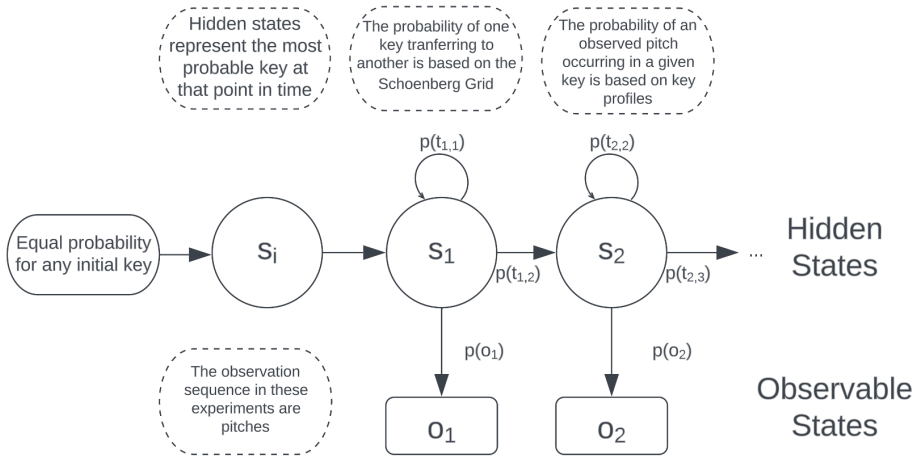 Hidden states
represent the most
probable key at
that point in time
The probability of one
key tranferring to
another is based on the
Schoenberg Grid
The probability of an
observed pitch
occurring in a given
key is based on key
profiles
p(t1,1)
p(t2,2)
Equal probability
for any initial key
si
s1
s2
p(t1,2)
p(t2,3)
...
Hidden
States
p(o1)
p(o2)
The observation
sequence in these
experiments are
pitches
o1
o2
Observable
States